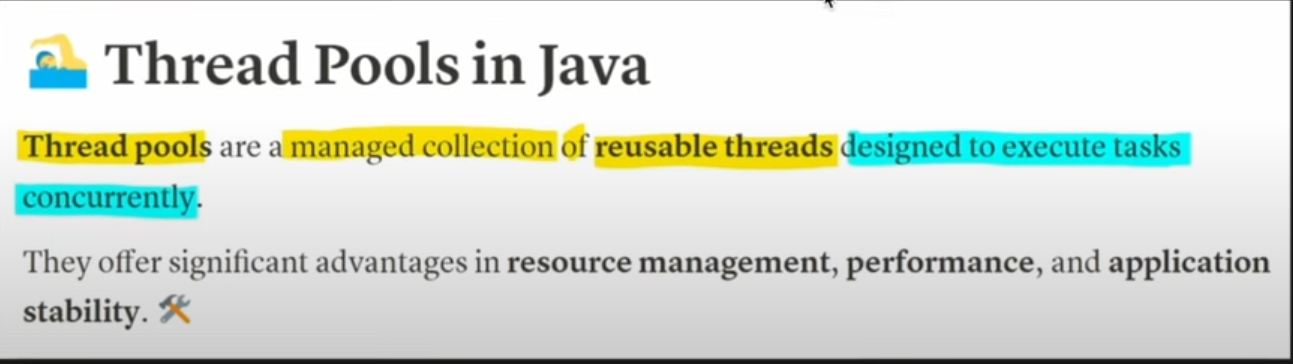 Thread Pools in Java
Thread pools are a managed collection of reusable threads designed to execute tasks
concurrently.
They offer significant advantages in resource management, performance, and application
stability.